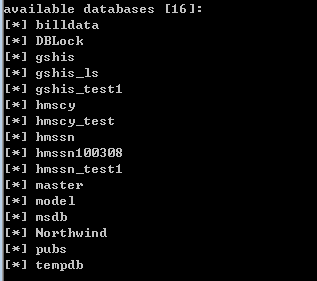 available databases [16]:
[*] billdata
[*] DBLock
[*] gshis
[*] gshis_ls
[*] gshis_test1
[*] hmscy
[*] hmscy_test
[*] hmssn
[*] hmssn100308
[*] hmssn_test1
[*] master
[*] model
[*] msdb
[*] Northwind
[*] pubs
[*] tempdb